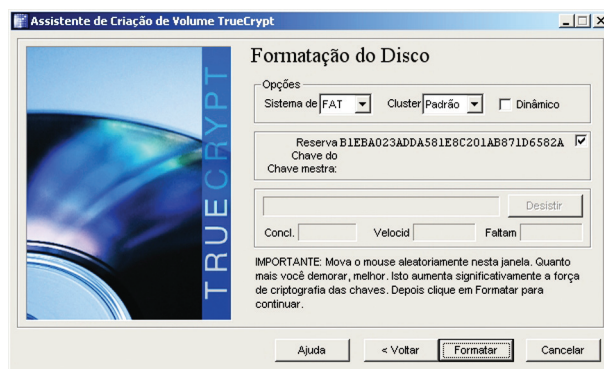 Assistente de Criação de Volume TrueCrypt
TRUECRYPT
Formatação do Disco
Opções
Sistema de FAT Cluster Padrão Dinâmico
Reserva B1EBA023ADDA581E8C201AB871D6582A
Chave do
Chave mestra:
Desistir
Concl. Velocid Faltam
IMPORTANTE: Mova o mouse aleatoriamente nesta janela. Quanto
mais você demorar, melhor. Isto aumenta significativamente a força
de criptografia das chaves. Depois clique em Formatar para
continuar.
Ajuda < Voltar Formatar Cancelar